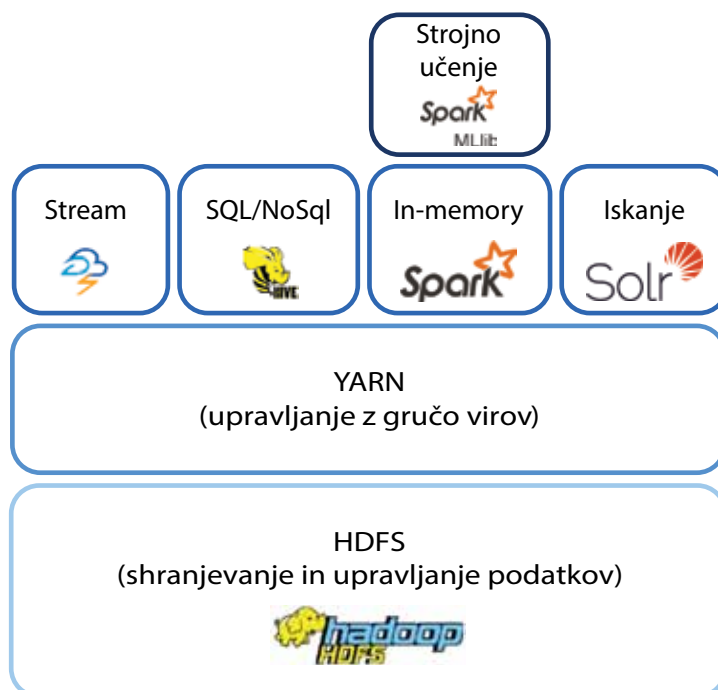 Strojno
učenje
Spark
MLlib
Stream
SQL/NoSql
In-memory
Iskanje
HIVE
Spark
Solr
YARN
(upravljanje z gručo virov)
HDFS
(shranjevanje in upravljanje podatkov)
hadoop
HDFS